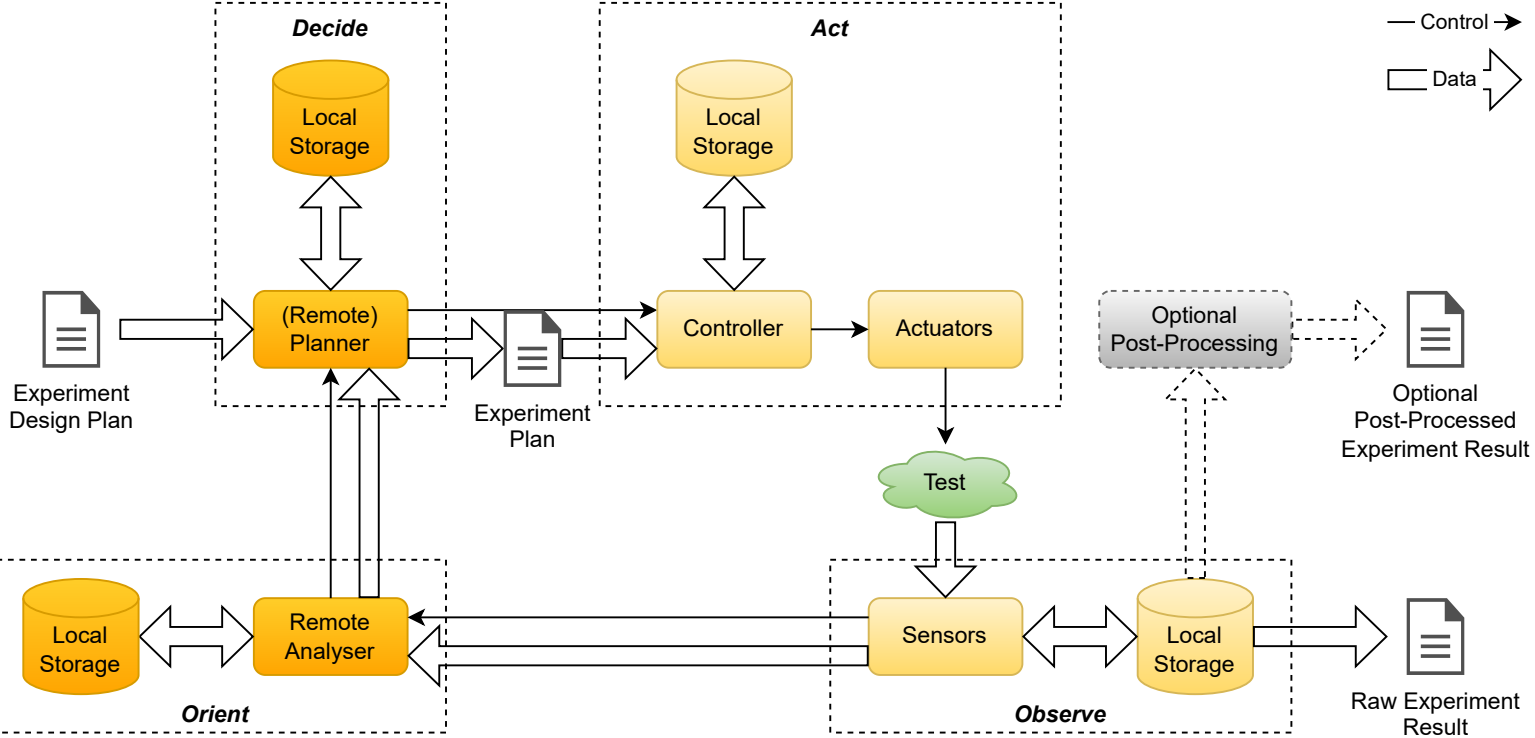 Decide
Act
Control
Data
Local
Storage
Local
Storage
(Remote)
Planner
Controller
Actuators
Optional
Post-Processing
Experiment
Design Plan
Experiment
Plan
Optional
Post-Processed
Experiment Result
Test
Local
Storage
Remote
Analyser
Sensors
Local
Storage
Orient
Observe
Raw Experiment
Result